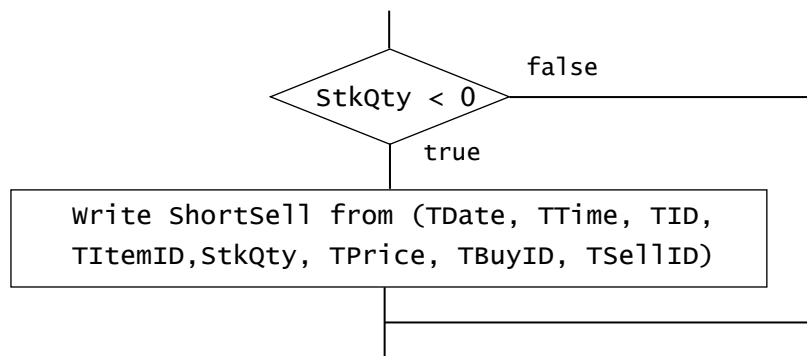 false
StkQty < 0
true
Write ShortSell from (TDate, TTime, TID,
TItemID,StkQty, TPrice, TBuyID, TSellID)